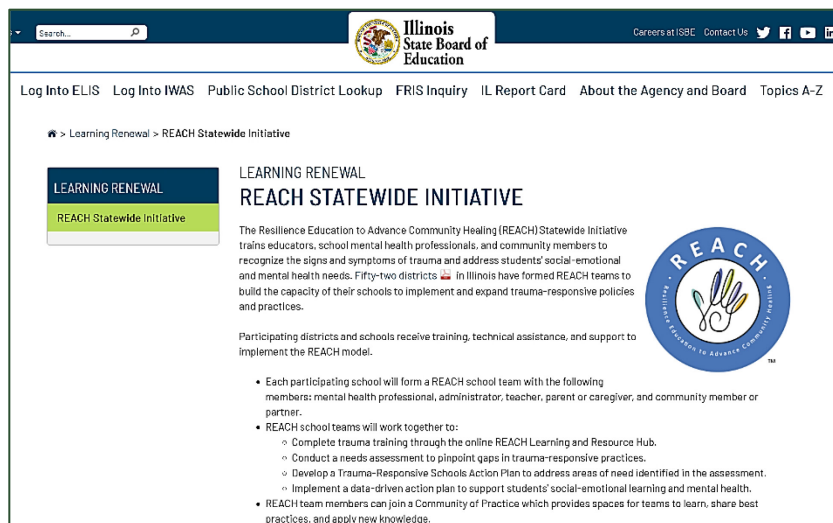 Search...
Illinois
State Board of
Education
Careers at ISBE Contact Us
Log Into ELIS Log Into IWAS Public School District Lookup FRIS Inquiry IL Report Card About the Agency and Board Topics A-Z
> Learning Renewal > REACH Statewide Initiative
LEARNING RENEWAL
REACH Statewide Initiative
LEARNING RENEWAL
REACH STATEWIDE INITIATIVE
The Resilience Education to Advance Community Healing (REACH) Statewide Initiative
trains educators, school mental health professionals, and community members to
recognize the signs and symptoms of trauma and address students' social-emotional
and mental health needs. Fifty-two districts in Illinois have formed REACH teams to
build the capacity of their schools to implement and expand trauma-responsive policies
and practices.
Participating districts and schools receive training, technical assistance, and support to
implement the REACH model.
• Each participating school will form a REACH school team with the following
members: mental health professional, administrator, teacher, parent or caregiver, and community member or
partner.
• REACH school teams will work together to:
○ Complete trauma training through the online REACH Learning and Resource Hub.
○ Conduct a needs assessment to pinpoint gaps in trauma-responsive practices.
○ Develop a Trauma-Responsive Schools Action Plan to address areas of need identified in the assessment.
○ Implement a data-driven action plan to support students' social-emotional learning and mental health.
• REACH team members can join a Community of Practice which provides spaces for teams to learn, share best
practices, and apply new knowledge.
· REACH ·
Resilience Education to Advance Community Healing
TM